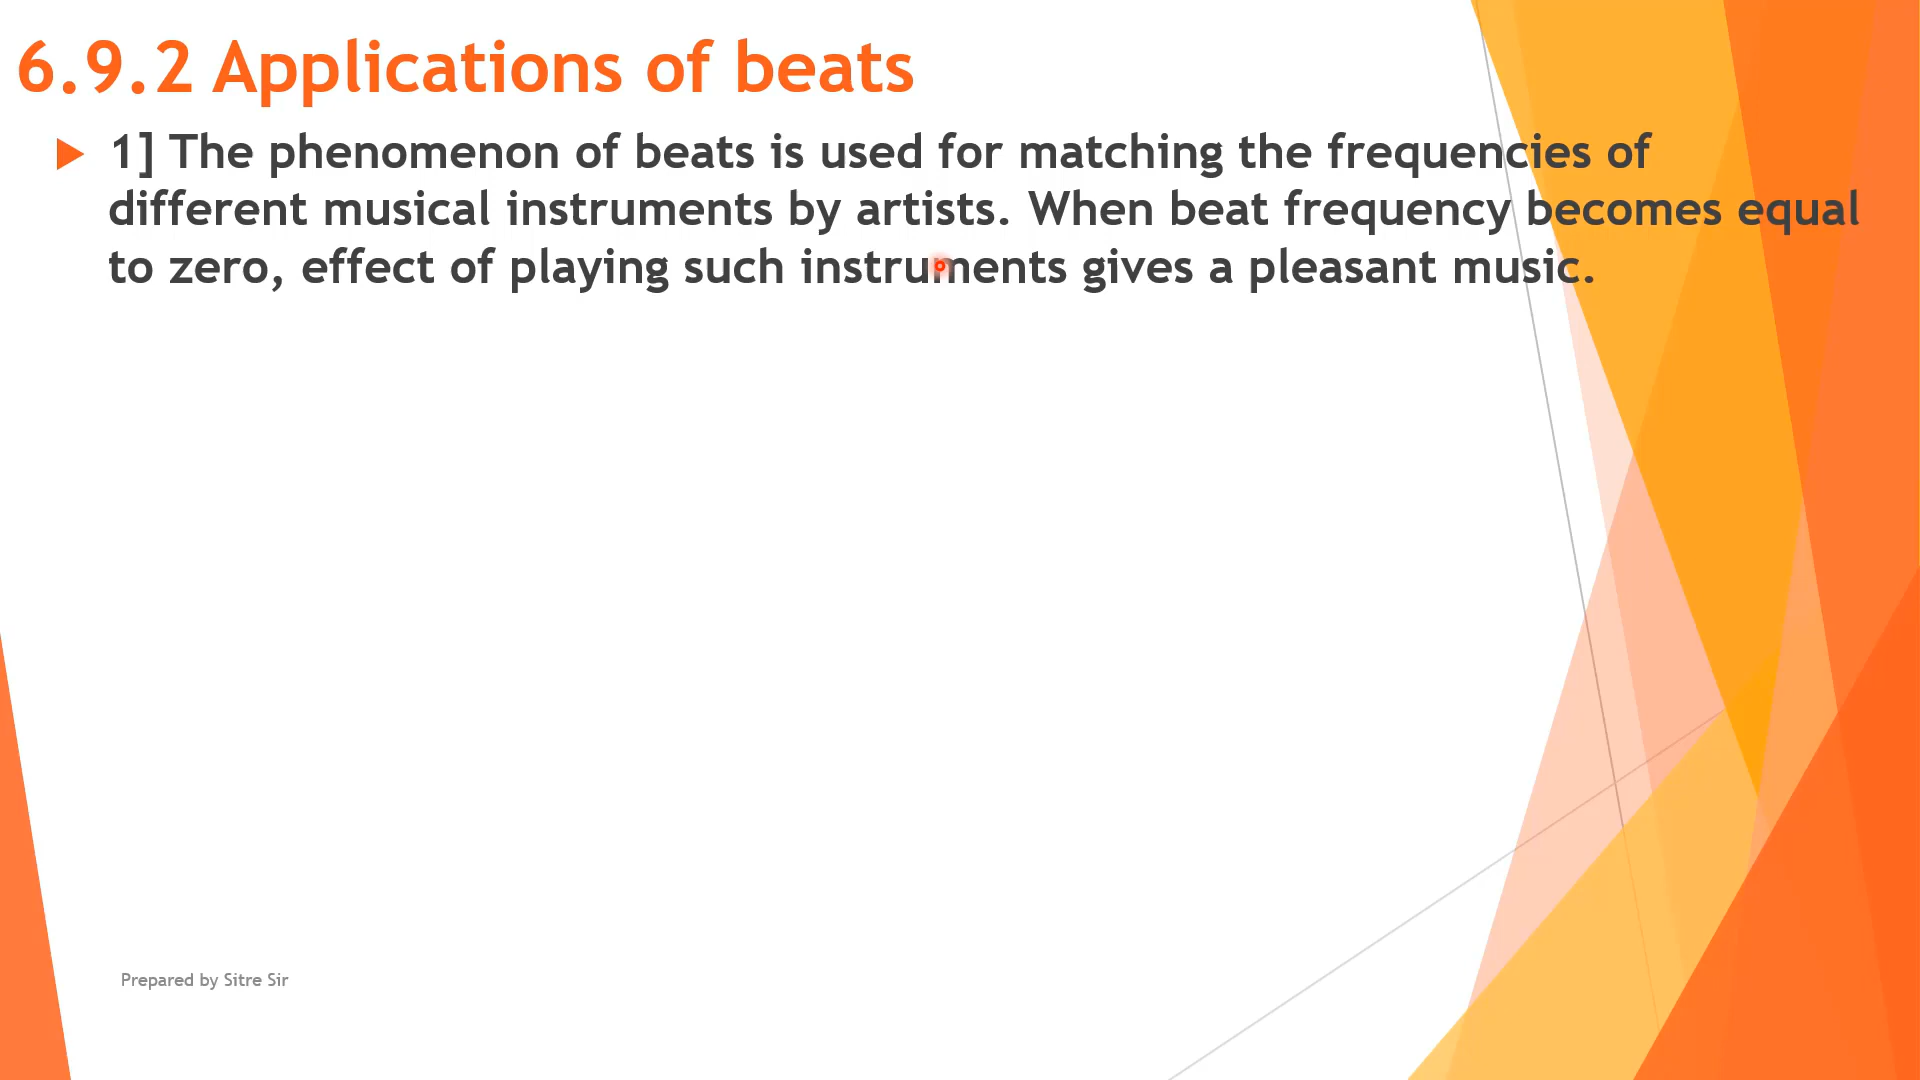 6.9.2 Applications of beats
1] The phenomenon of beats is used for matching the frequencies of
different musical instruments by artists. When beat frequency becomes equal
to zero, effect of playing such instruments gives a pleasant music.
Prepared by Sitre Sir